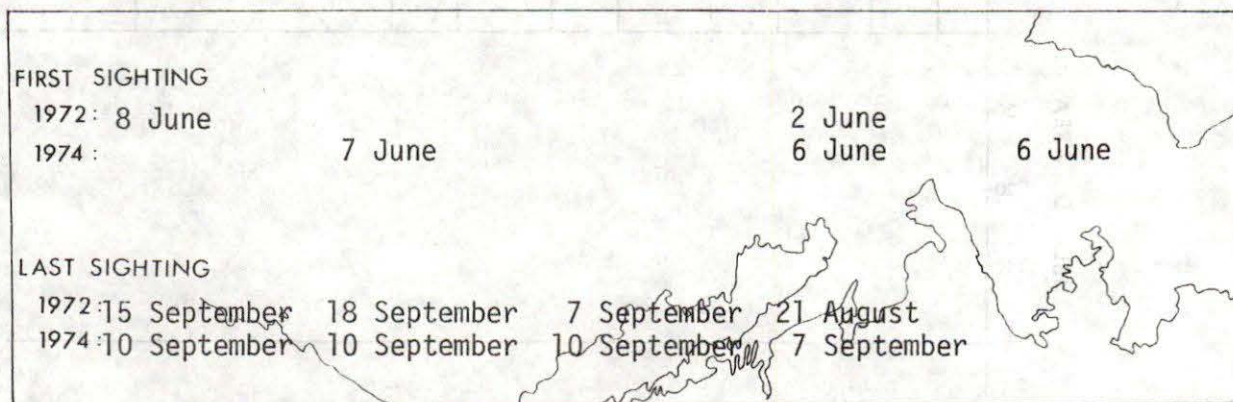 FIRST SIGHTING
1972: 8 June 2 June
1974: 7 June 6 June 6 June
LAST SIGHTING
1972: 15 September 18 September 7 September 21 August
1974: 10 September 10 September 10 September 7 September